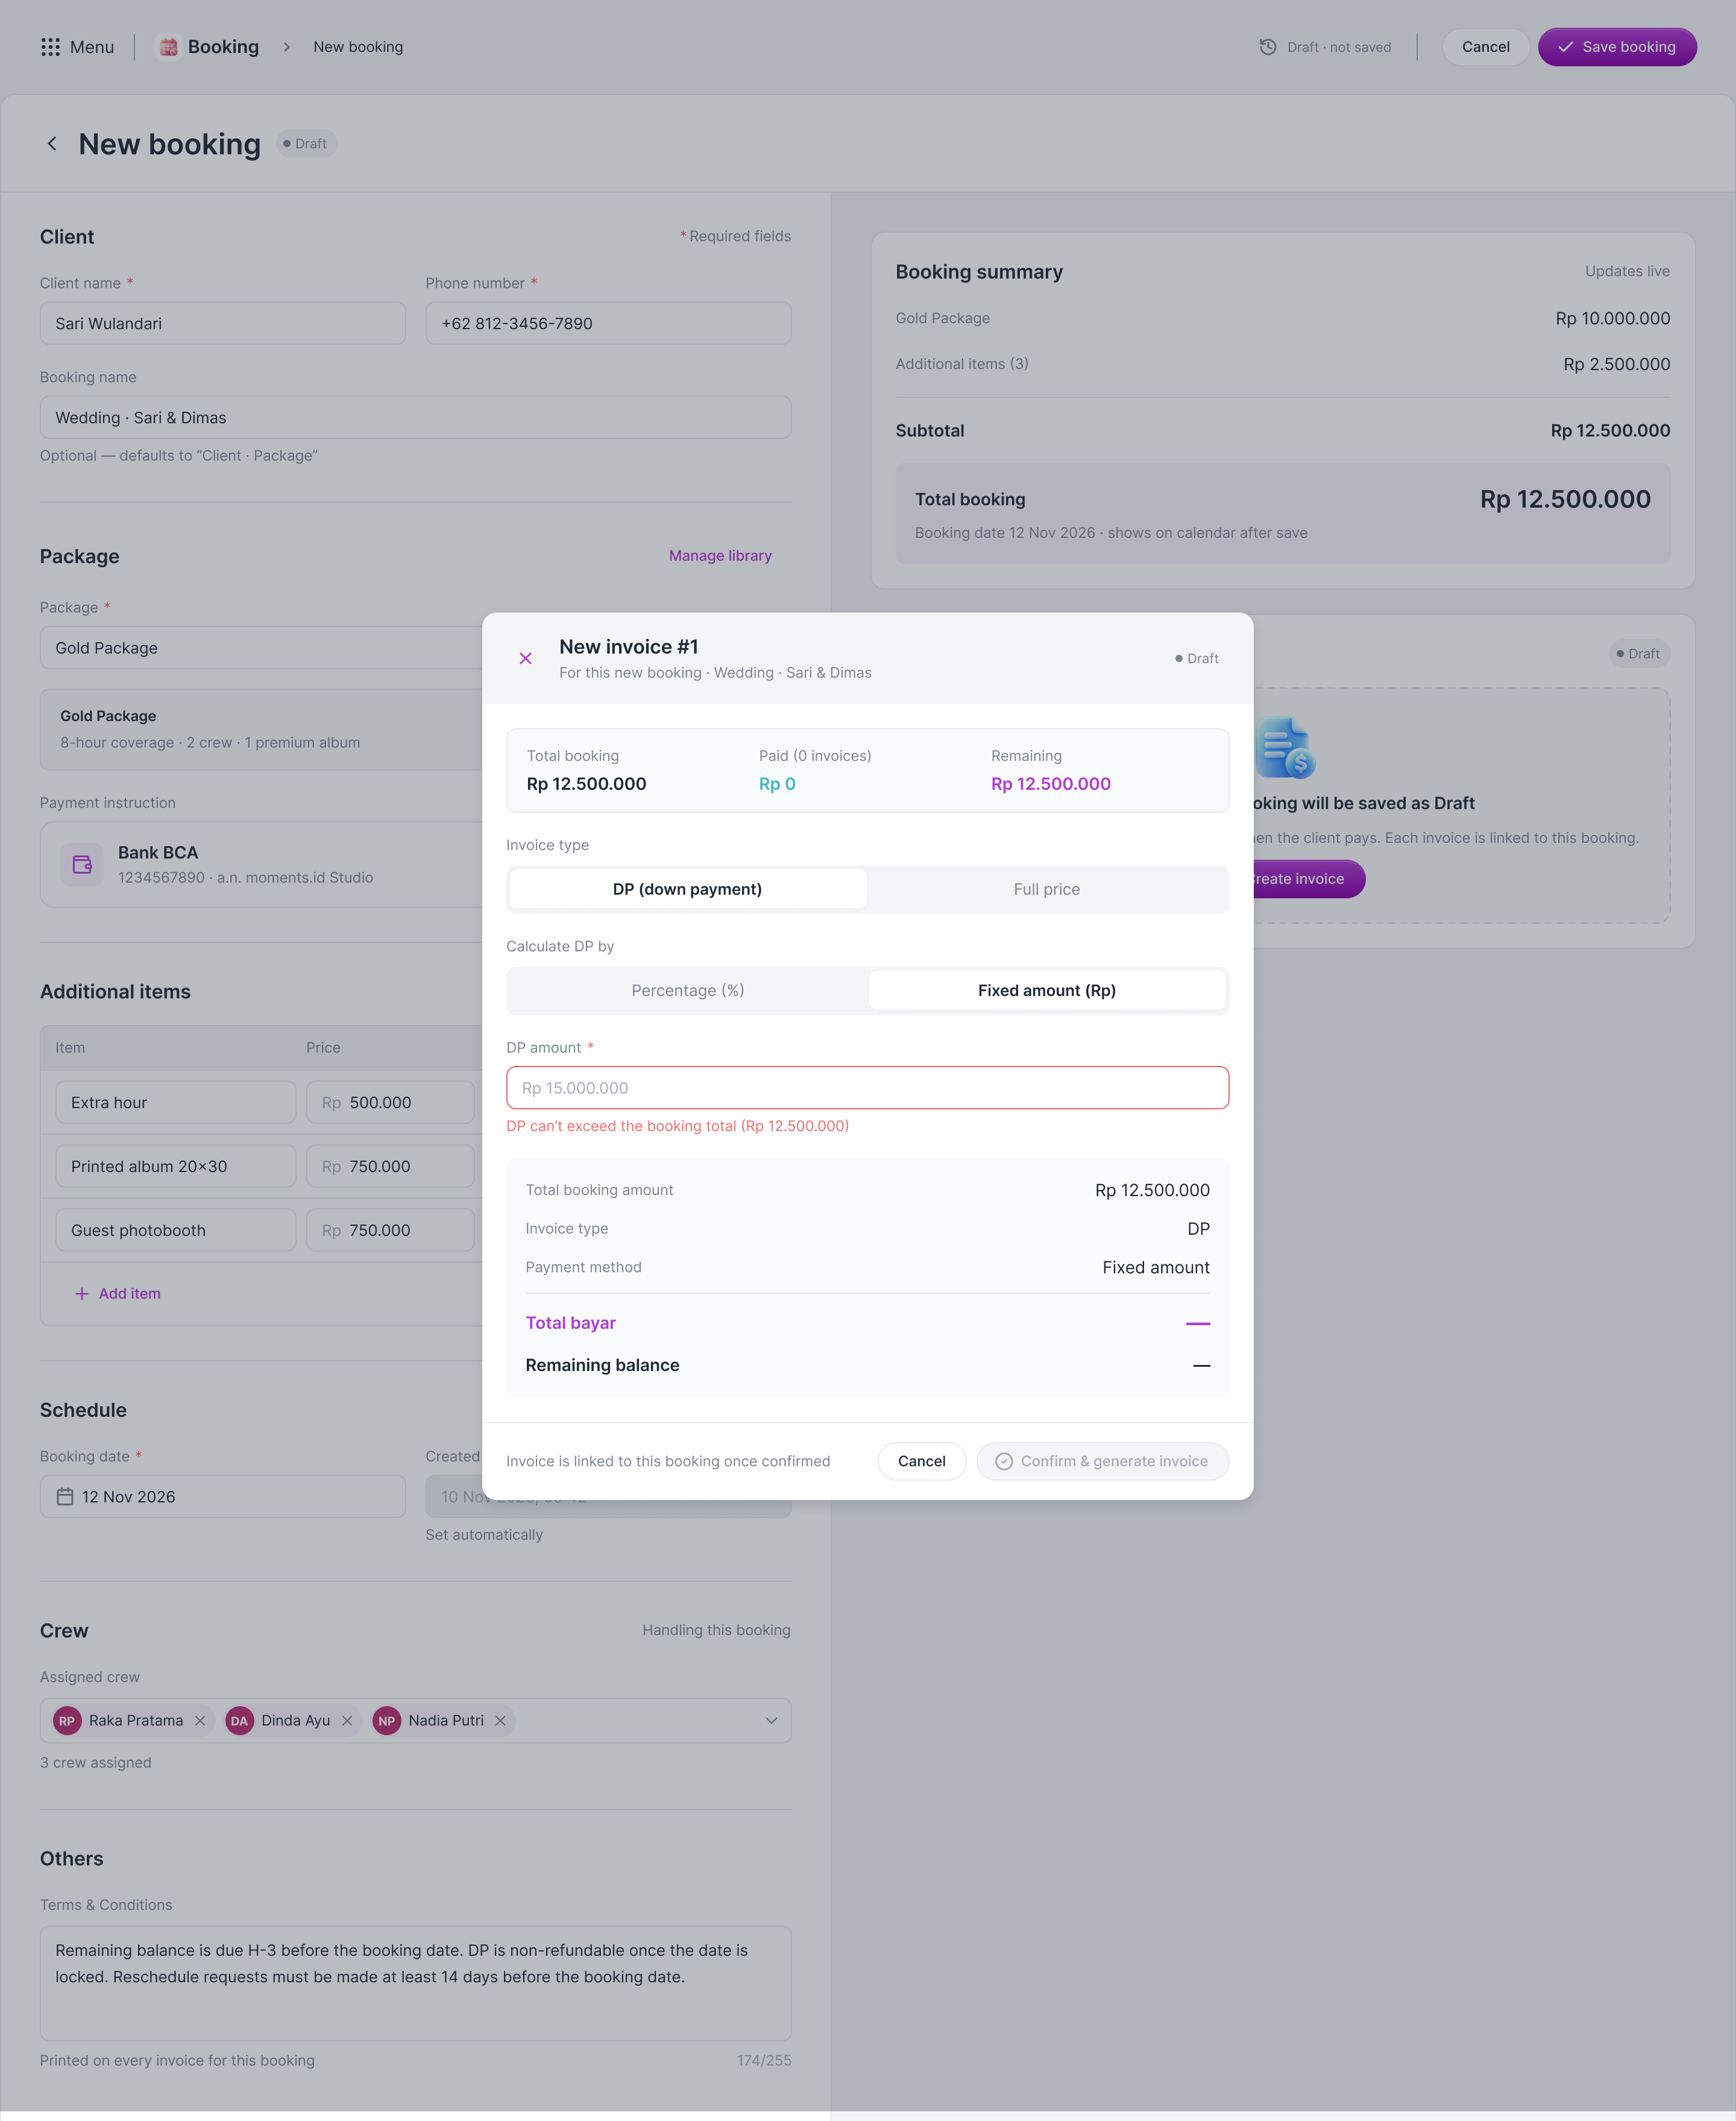 Menu
Booking
New booking
Draft · not saved
Cancel
Save booking
New booking
Draft
Client
* Required fields
Client name *
Phone number *
Sari Wulandari
+62 812-3456-7890
Booking name
Wedding · Sari & Dimas
Optional — defaults to “Client · Package”
Package
Manage library
Package *
Gold Package
Gold Package
8-hour coverage · 2 crew · 1 premium album
Payment instruction
Bank BCA
1234567890 · a.n. moments.id Studio
Additional items
Item
Price
Extra hour
Rp 500.000
Printed album 20×30
Rp 750.000
Guest photobooth
Rp 750.000
Add item
Schedule
Booking date *
Created
12 Nov 2026
10 Nov
Set automatically
Crew
Handling this booking
Assigned crew
RP Raka Pratama
DA Dinda Ayu
NP Nadia Putri
3 crew assigned
Others
Terms & Conditions
Remaining balance is due H-3 before the booking date. DP is non-refundable once the date is
locked. Reschedule requests must be made at least 14 days before the booking date.
Printed on every invoice for this booking
174/255
Booking summary
Updates live
Gold Package
Rp 10.000.000
Additional items (3)
Rp 2.500.000
Subtotal
Rp 12.500.000
Total booking
Rp 12.500.000
Booking date 12 Nov 2026 · shows on calendar after save
Draft
will be saved as Draft
the client pays. Each invoice is linked to this booking.
invoice
New invoice #1
For this new booking · Wedding · Sari & Dimas
Draft
Total booking
Paid (0 invoices)
Remaining
Rp 12.500.000
Rp 0
Rp 12.500.000
Invoice type
DP (down payment)
Full price
Calculate DP by
Percentage (%)
Fixed amount (Rp)
DP amount *
Rp 15.000.000
DP can’t exceed the booking total (Rp 12.500.000)
Total booking amount
Rp 12.500.000
Invoice type
DP
Payment method
Fixed amount
Total bayar
—
Remaining balance
—
Invoice is linked to this booking once confirmed
Cancel
Confirm & generate invoice